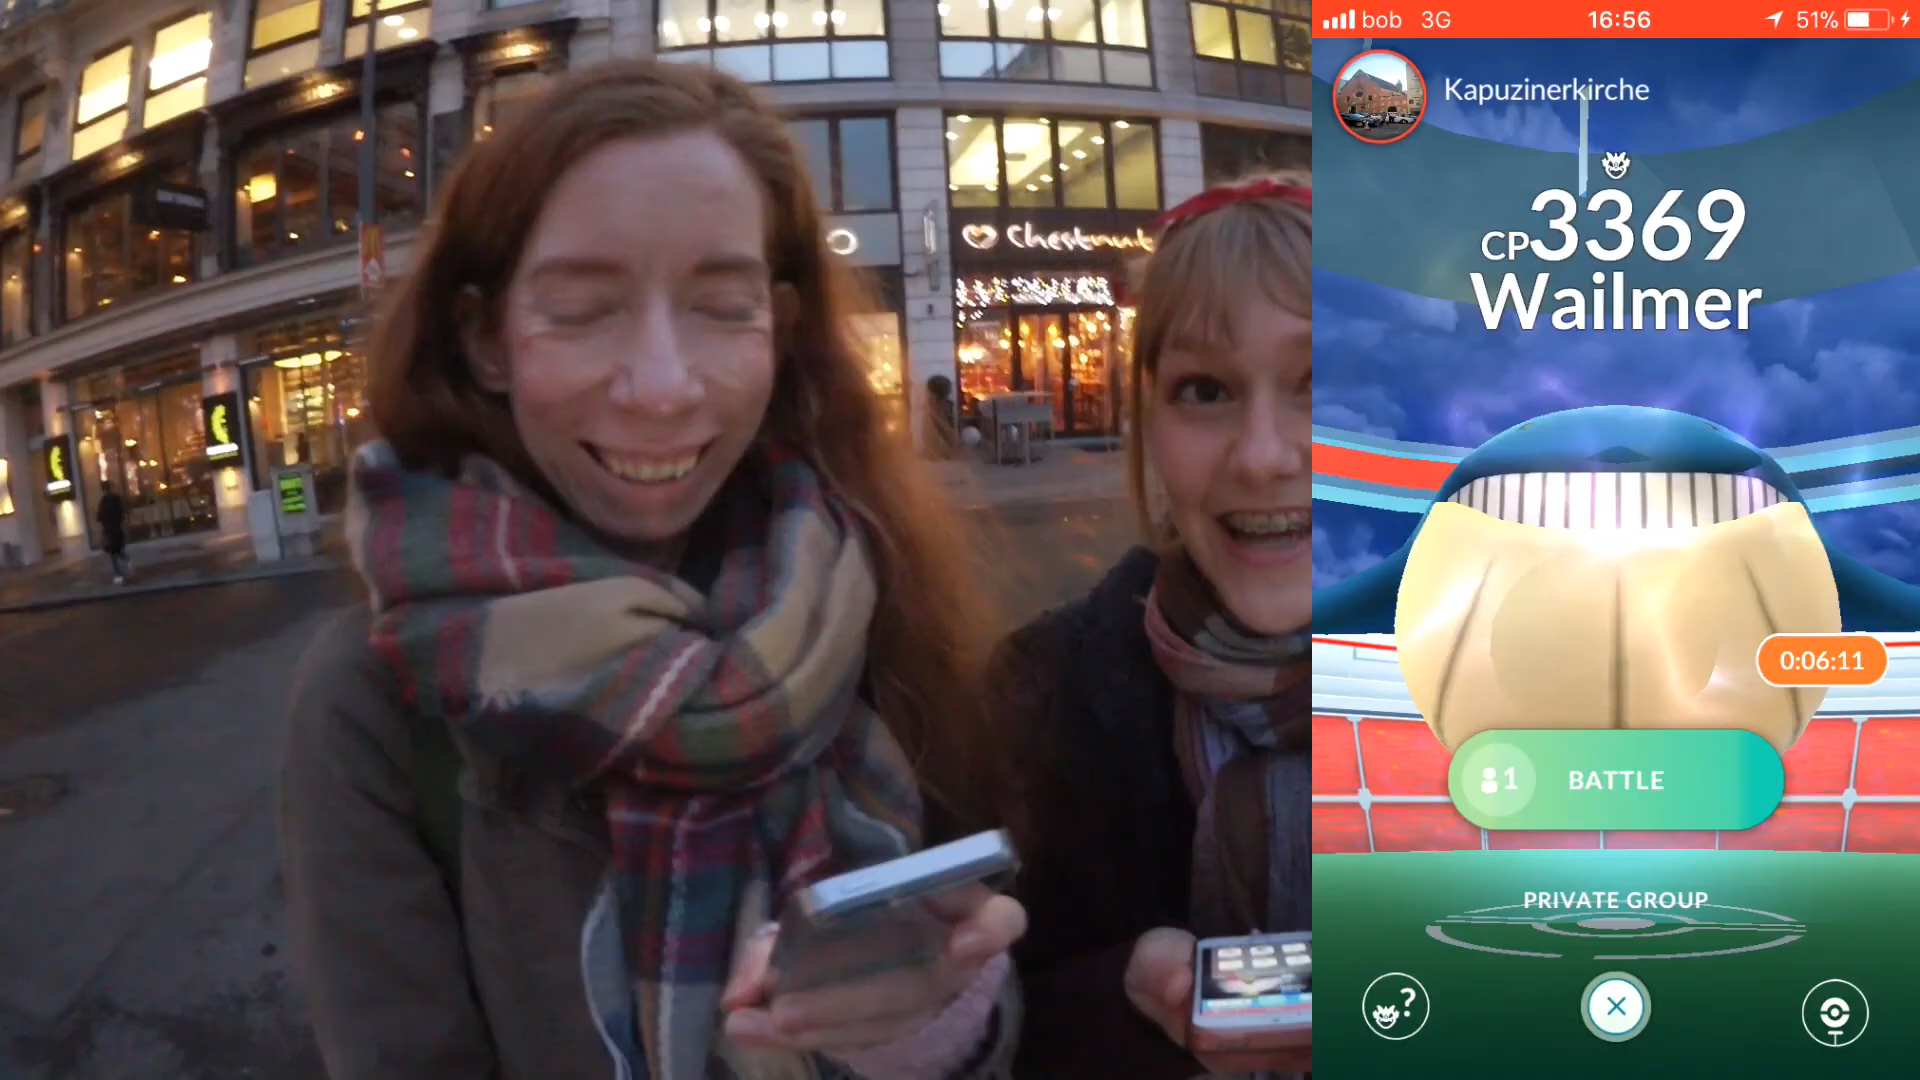 Chestnut
bob 3G
16:56
51%
Kapuzinerkirche
CP3369
Wailmer
0:06:11
1 BATTLE
PRIVATE GROUP
?